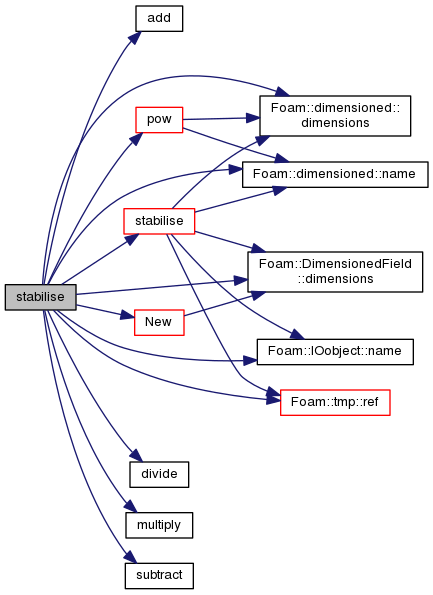 add
Foam::dimensioned::
dimensions
pow
Foam::dimensioned::name
stabilise
Foam::DimensionedField
::dimensions
stabilise
New
Foam::IOobject::name
Foam::tmp::ref
divide
multiply
subtract